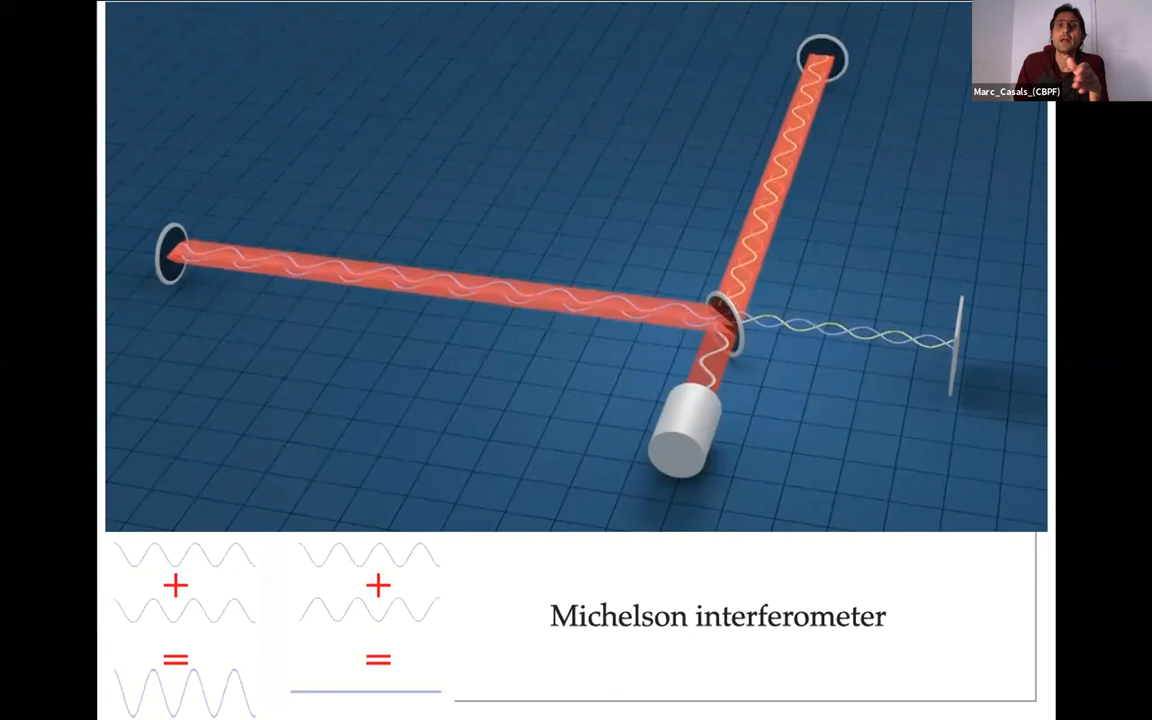 Marc_Casals_(CBPF)
+
+
=
=
Michelson interferometer